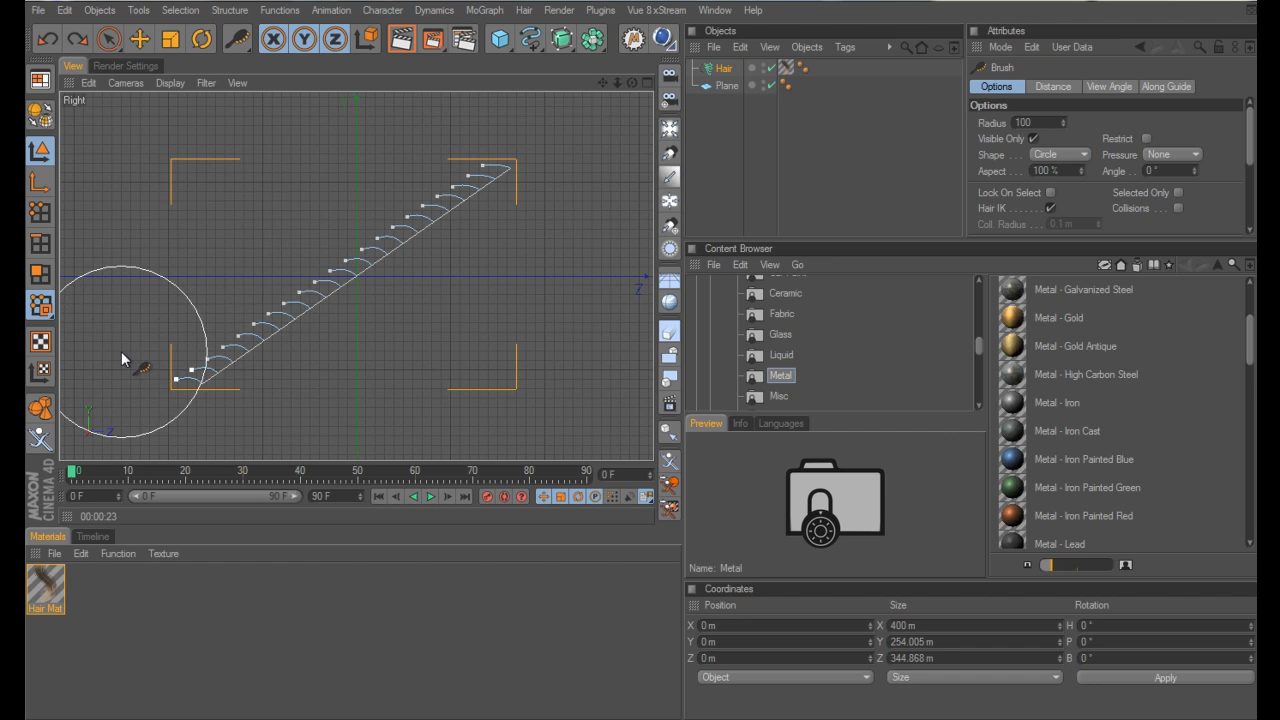 File Edit Objects Tools Selection Structure Functions Animation Character Dynamics MoGraph Hair Render Plugins Vue 8 xStream Window Help
X Y Z
View Render Settings
Edit Cameras Display Filter View
Right
Y
Z
Y
Z
0 10 20 30 40 50 60 70 80 90 0 F
0 F 0 F 90 F 90 F
00:00:23
MAXON
CINEMA 4D
Materials Timeline
File Edit Function Texture
Hair Mat
Objects
File Edit View Objects Tags
Hair
Plane
Attributes
Mode Edit User Data
Brush
Options Distance View Angle Along Guide
Options
Radius 100
Visible Only Restrict
Shape . . . Circle Pressure None
Aspect . . 100 % Angle . . 0 °
Lock On Select Selected Only
Hair IK . . . . . . . Collisions . . .
Coll. Radius . . 0.1 m
Content Browser
File Edit View Go
Ceramic
Fabric
Glass
Liquid
Metal
Misc
Preview Info Languages
Name: Metal
Metal - Galvanized Steel
Metal - Gold
Metal - Gold Antique
Metal - High Carbon Steel
Metal - Iron
Metal - Iron Cast
Metal - Iron Painted Blue
Metal - Iron Painted Green
Metal - Iron Painted Red
Metal - Lead
Coordinates
Position Size Rotation
X 0 m X 400 m H 0 °
Y 0 m Y 254.005 m P 0 °
Z 0 m Z 344.868 m B 0 °
Object Size Apply